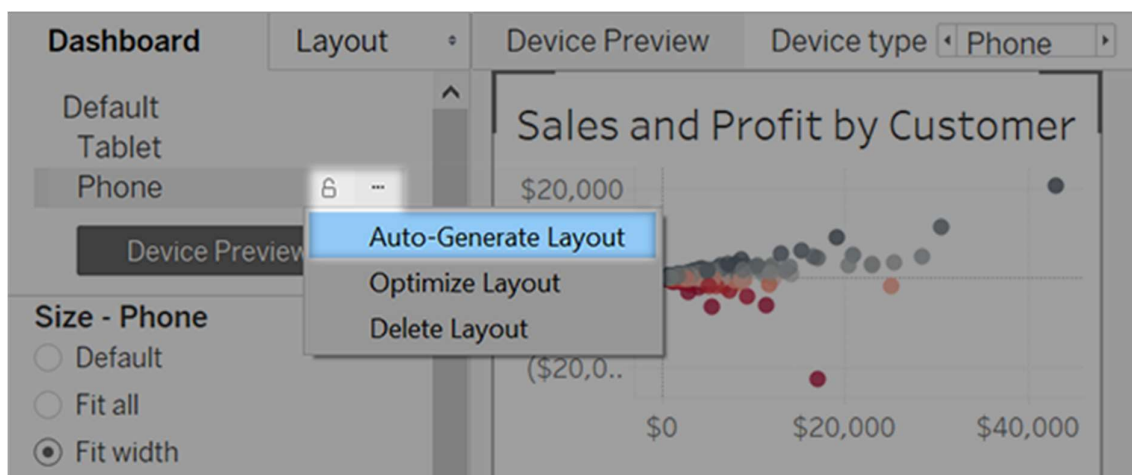 Dashboard
Layout
Device Preview
Device type
Phone
Default
Tablet
Phone
Device Preview
Auto-Generate Layout
Optimize Layout
Delete Layout
Size - Phone
Default
Fit all
Fit width
Sales and Profit by Customer
$20,000
($20,0..
$0
$20,000
$40,000